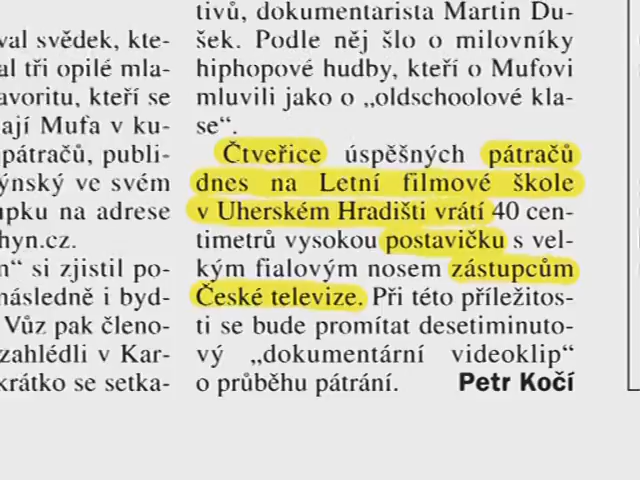 val svědek, kte-
al tři opilé mla-
avoritu, kteří se
ají Mufa v ku-
pátračů, publi-
ýnský ve svém
upku na adrese
hyn.cz.
n“ si zjistil po-
následně i byd-
Vůz pak členo-
zahlédli v Kar-
krátko se setka-
tivů, dokumentarista Martin Du-
šek. Podle něj šlo o milovníky
hiphopové hudby, kteří o Mufovi
mluvili jako o „oldschoolové kla-
se“.
Čtveřice úspěšných pátračů
dnes na Letní filmové škole
v Uherském Hradišti vrátí 40 cen-
timetrů vysokou postavičku s vel-
kým fialovým nosem zástupcům
České televize. Při této příležitos-
ti se bude promítat desetiminuto-
vý „dokumentární videoklip“
o průběhu pátrání. Petr Kočí